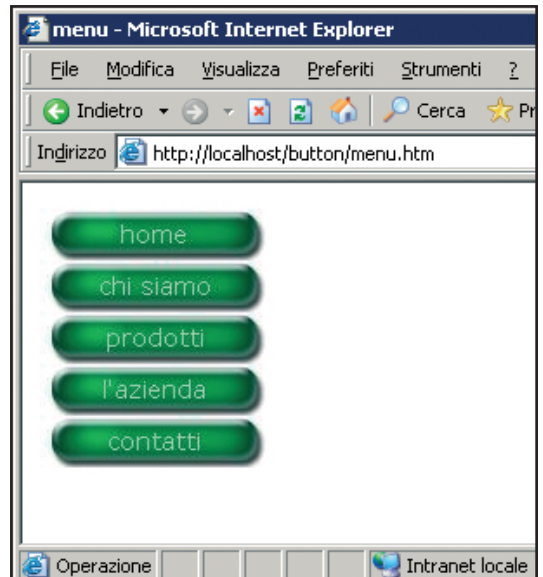 menu - Microsoft Internet Explorer
File Modifica Visualizza Preferiti Strumenti ?
Indietro Cerca Pr
Indirizzo http://localhost/button/menu.htm
home
chi siamo
prodotti
l'azienda
contatti
Operazione Intranet locale